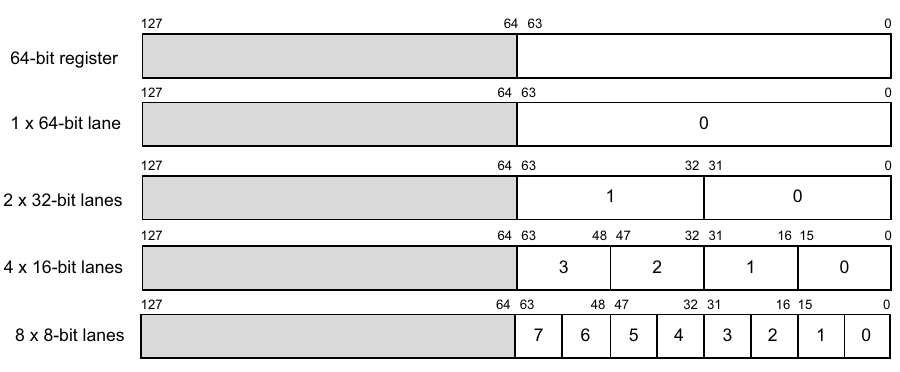 127 64 63 0
64-bit register
127 64 63 0
1 x 64-bit lane 0
127 64 63 32 31 0
2 x 32-bit lanes 1 0
127 64 63 48 47 32 31 16 15 0
4 x 16-bit lanes 3 2 1 0
127 64 63 48 47 32 31 16 15 0
8 x 8-bit lanes 7 6 5 4 3 2 1 0